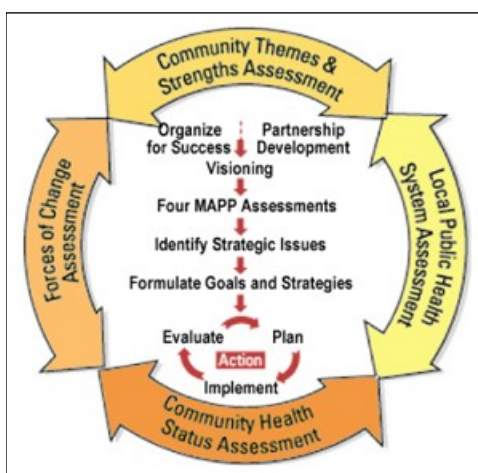 Community Themes &
Strengths Assessment
Organize
for Success
Partnership
Development
Visioning
Four MAPP Assessments
Identify Strategic Issues
Formulate Goals and Strategies
Evaluate
Plan
Action
Implement
Forces of Change
Assessment
Local Public Health
System Assessment
Community Health
Status Assessment